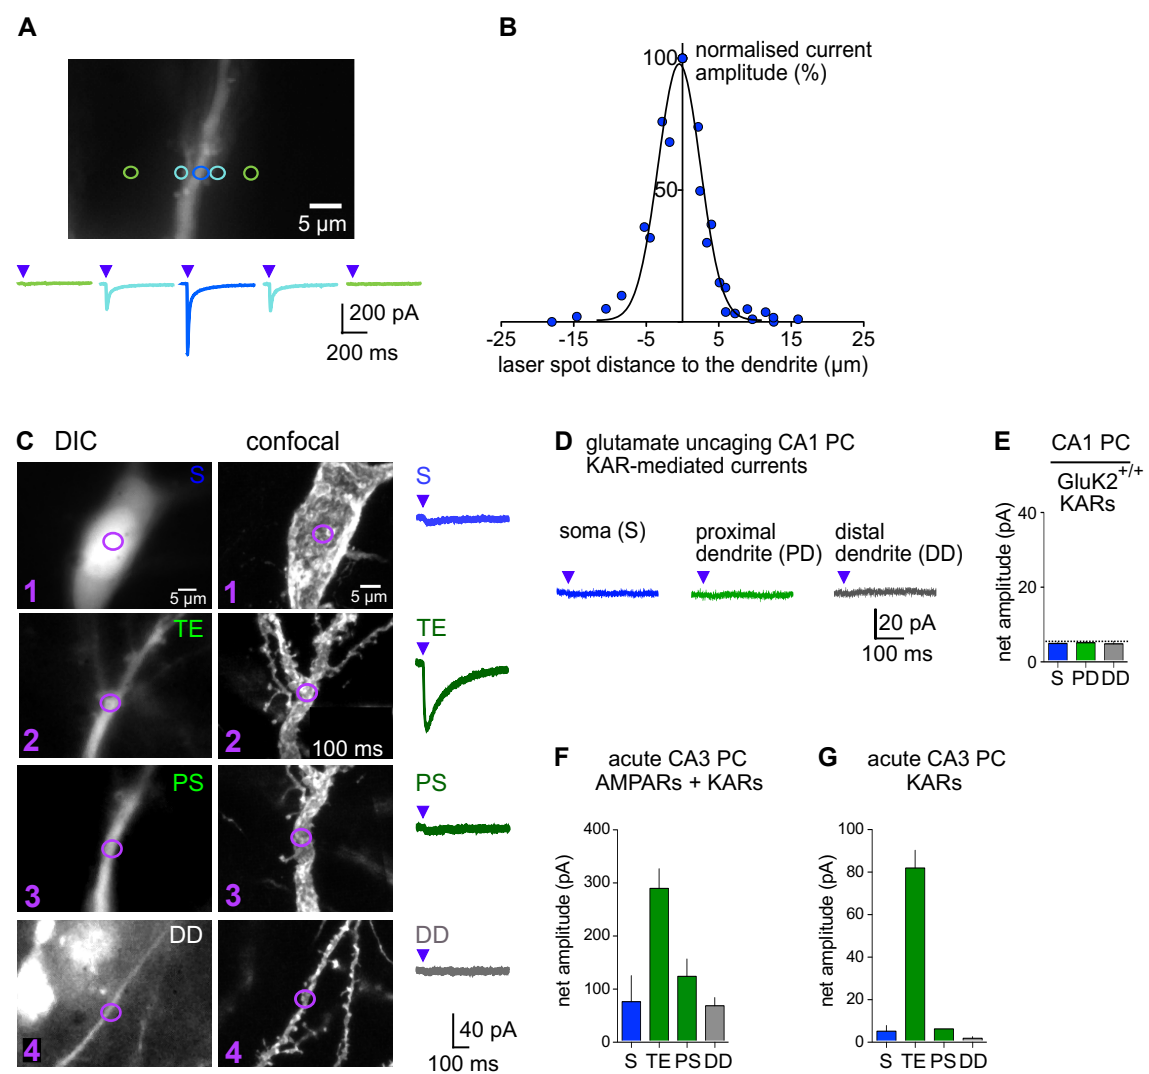 A
5 µm
200 pA
200 ms
B
normalised current
amplitude (%)
100
50
-25 -15 -5 5 15 25
laser spot distance to the dendrite (µm)
C DIC confocal
S
5 µm
1
5 µm
1
S
TE
2
100 ms
2
TE
PS
3
3
PS
DD
4
4
DD
40 pA
100 ms
D glutamate uncaging CA1 PC
KAR-mediated currents
soma (S)
proximal
dendrite (PD)
distal
dendrite (DD)
20 pA
100 ms
E CA1 PC
GluK2+/+
KARs
net amplitude (pA)
40
20
0
S PD DD
F acute CA3 PC
AMPARs + KARs
net amplitude (pA)
400
300
200
100
0
S TE PS DD
G acute CA3 PC
KARs
net amplitude (pA)
100
80
60
40
20
0
S TE PS DD